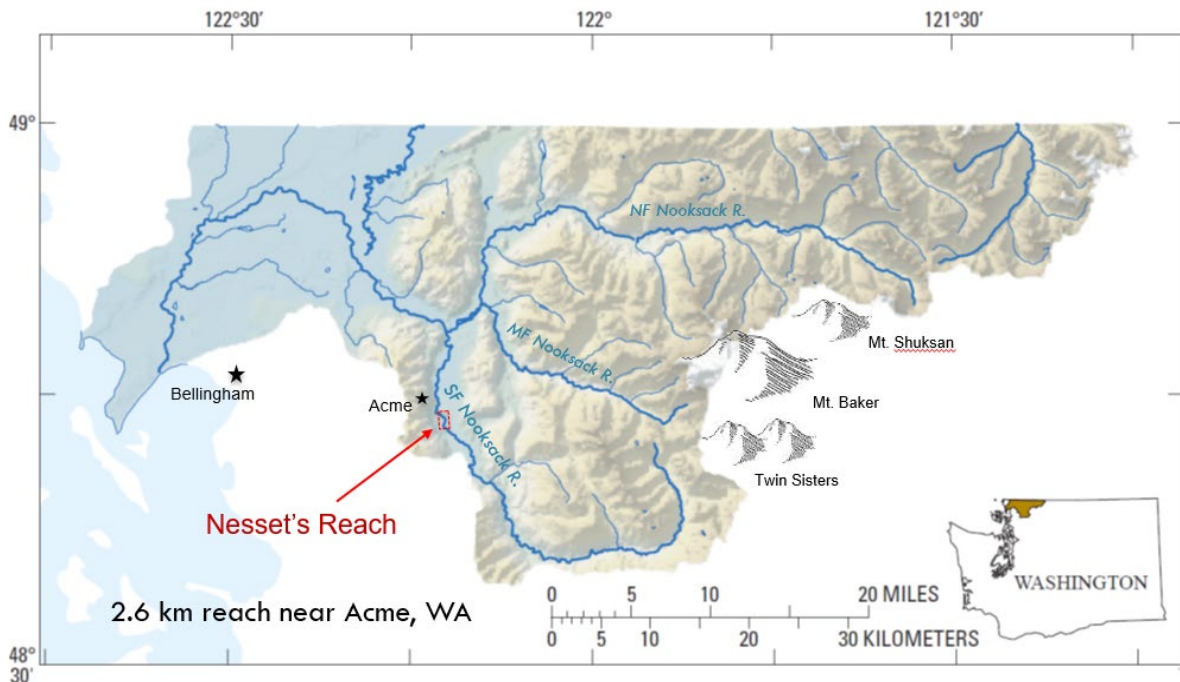 122°30'
122°
121°30'
49°
NF Nooksack R.
MF Nooksack R.
Mt. Shuksan
Bellingham
Acme
SF Nooksack R.
Mt. Baker
Twin Sisters
Nesset's Reach
2.6 km reach near Acme, WA
0 5 10 20 MILES
0 5 10 15 20 30 KILOMETERS
WASHINGTON
48°
30'